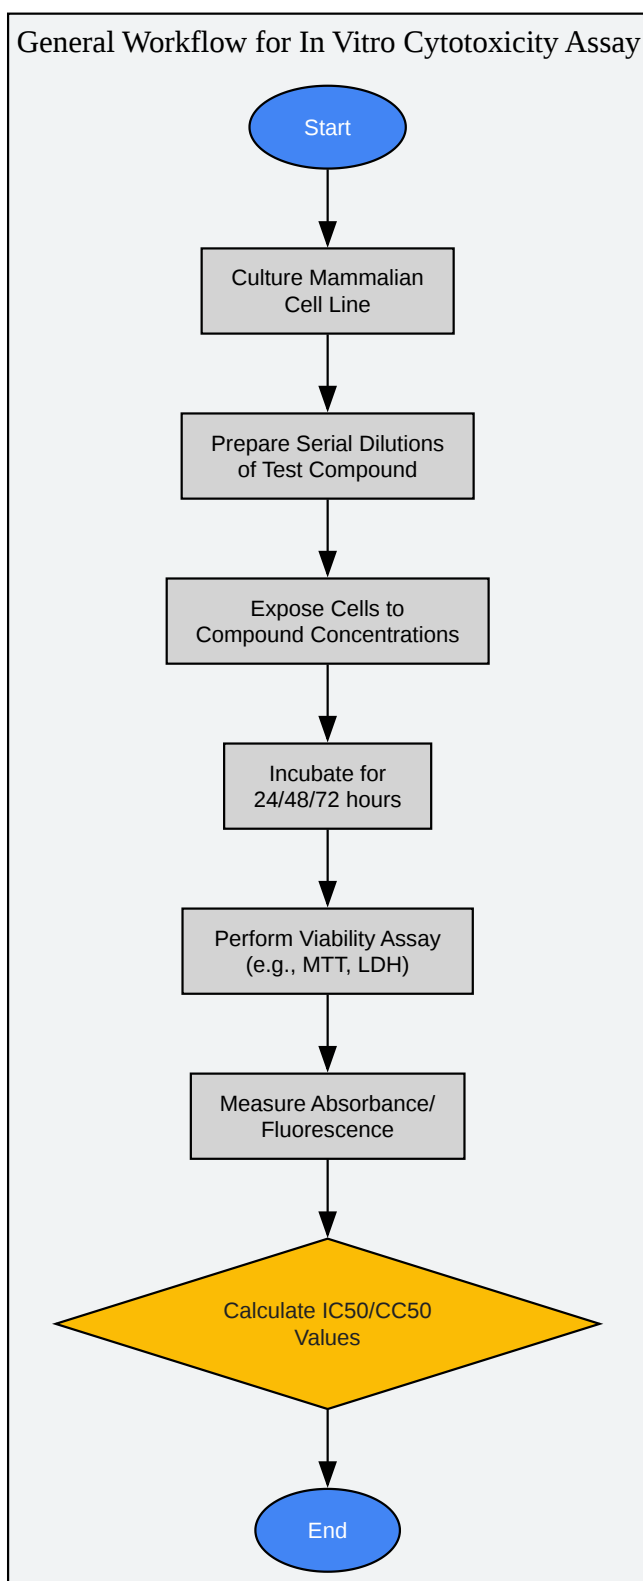 General Workflow for In Vitro Cytotoxicity Assay
Start
Culture Mammalian
Cell Line
Prepare Serial Dilutions
of Test Compound
Expose Cells to
Compound Concentrations
Incubate for
24/48/72 hours
Perform Viability Assay
(e.g., MTT, LDH)
Measure Absorbance/
Fluorescence
Calculate IC50/CC50
Values
End